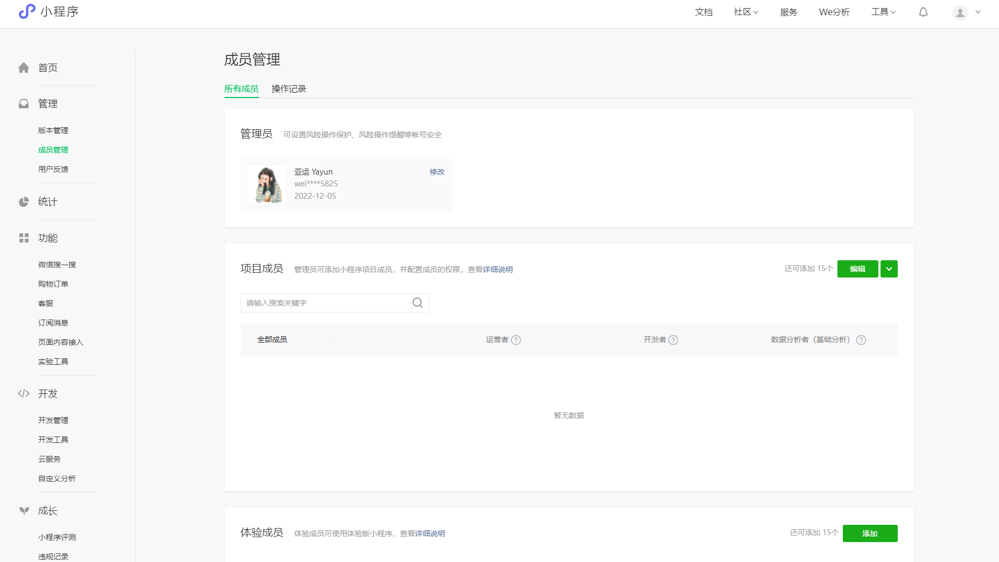 小程序
文档 社区 服务 We分析 工具
首页
管理
版本管理
成员管理
用户反馈
统计
功能
微信搜一搜
购物订单
客服
订阅消息
页面内容接入
实验工具
开发
开发管理
开发工具
云服务
自定义分析
成长
小程序评测
违规记录
成员管理
所有成员 操作记录
管理员 可设置风险操作保护、风险操作提醒等帐号安全
亚运 Yayun 修改
wei****5825
2022-12-05
项目成员 管理员可添加小程序项目成员，并配置成员的权限，查看详细说明 还可添加 15个 编辑
请输入搜索关键字
全部成员 运营者 ? 开发者 ? 数据分析者（基础分析） ?
暂无数据
体验成员 体验成员可使用体验版小程序，查看详细说明 还可添加 15个 添加